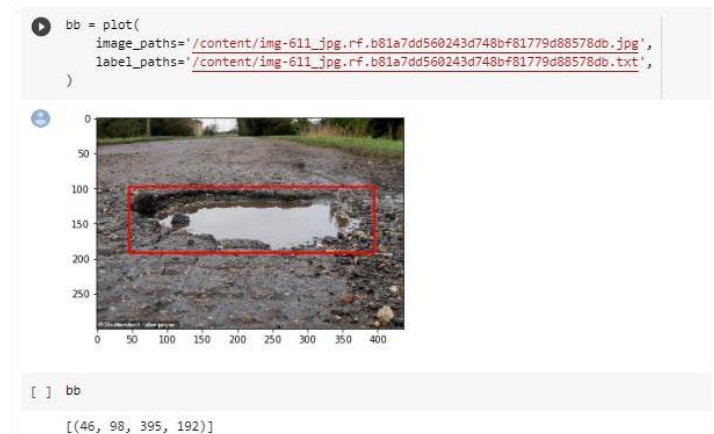 bb = plot(
image_paths='/content/img-611_jpg.rf.b81a7dd560243d748bf81779d88578db.jpg',
label_paths='/content/img-611_jpg.rf.b81a7dd560243d748bf81779d88578db.txt',
)
0
50
100
150
200
250
0 50 100 150 200 250 300 350 400
[ ] bb
[(46, 98, 395, 192)]